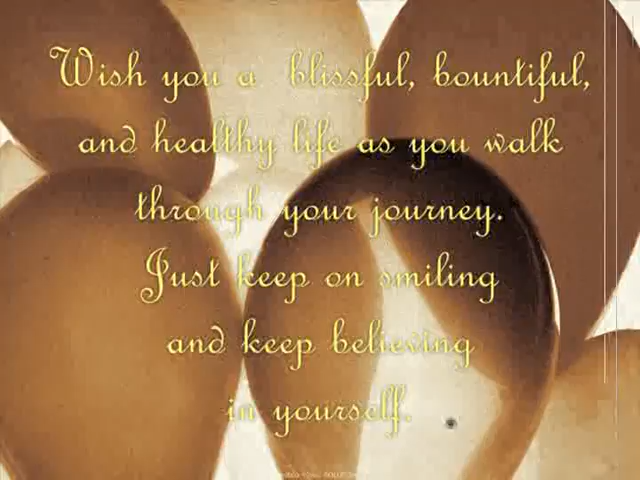 Wish you a blissful, bountiful,
and healthy life as you walk
through your journey.
Just keep on smiling
and keep believing
in yourself.